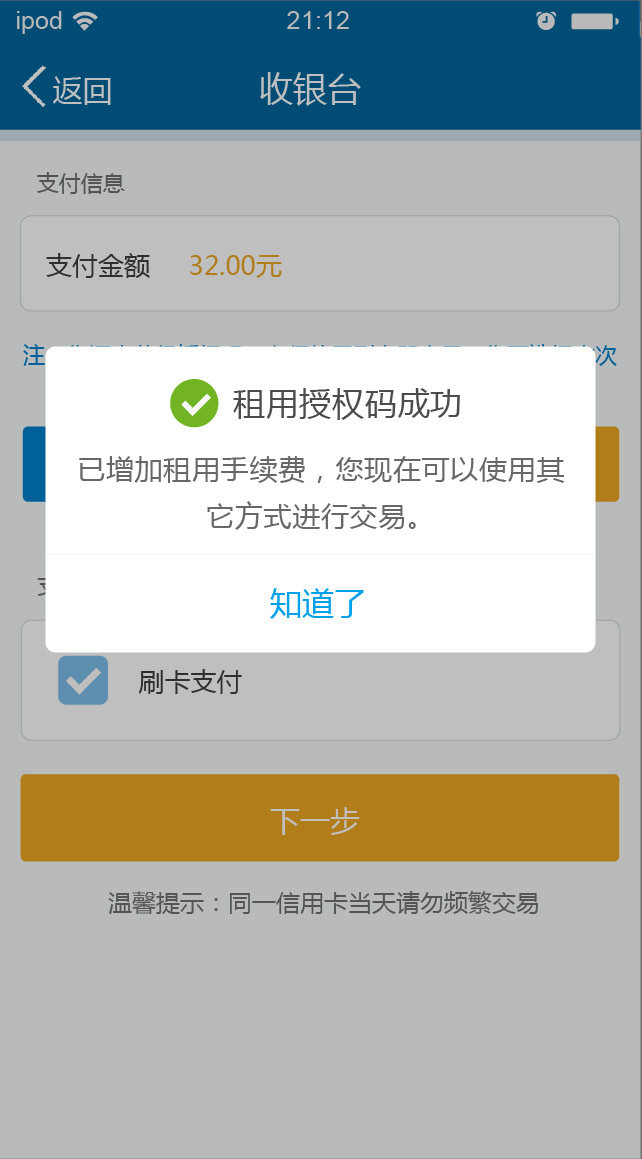 ipod 21:12
返回 收银台
支付信息
支付金额 32.00元
注 次
租用授权码成功
已增加租用手续费，您现在可以使用其
它方式进行交易。
知道了
刷卡支付
下一步
温馨提示：同一信用卡当天请勿频繁交易